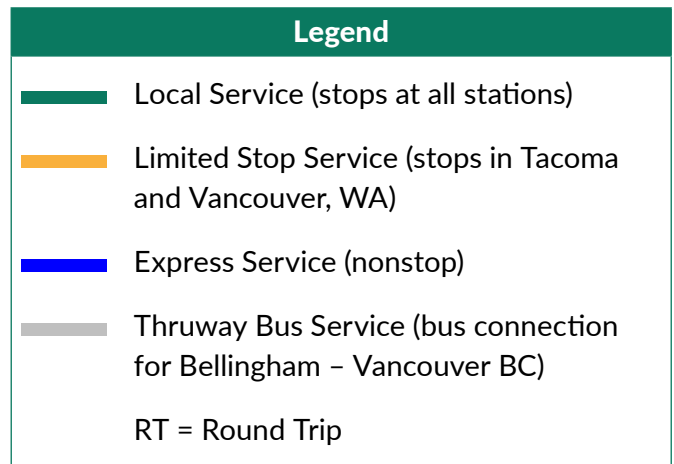 Legend
Local Service (stops at all stations)
Limited Stop Service (stops in Tacoma
and Vancouver, WA)
Express Service (nonstop)
Thruway Bus Service (bus connection
for Bellingham – Vancouver BC)
RT = Round Trip